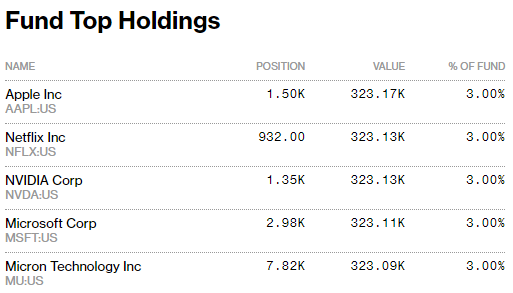 Fund Top Holdings
NAME POSITION VALUE % OF FUND
Apple Inc 1.50K 323.17K 3.00%
AAPL:US
Netflix Inc 932.00 323.13K 3.00%
NFLX:US
NVIDIA Corp 1.35K 323.13K 3.00%
NVDA:US
Microsoft Corp 2.98K 323.11K 3.00%
MSFT:US
Micron Technology Inc 7.82K 323.09K 3.00%
MU:US